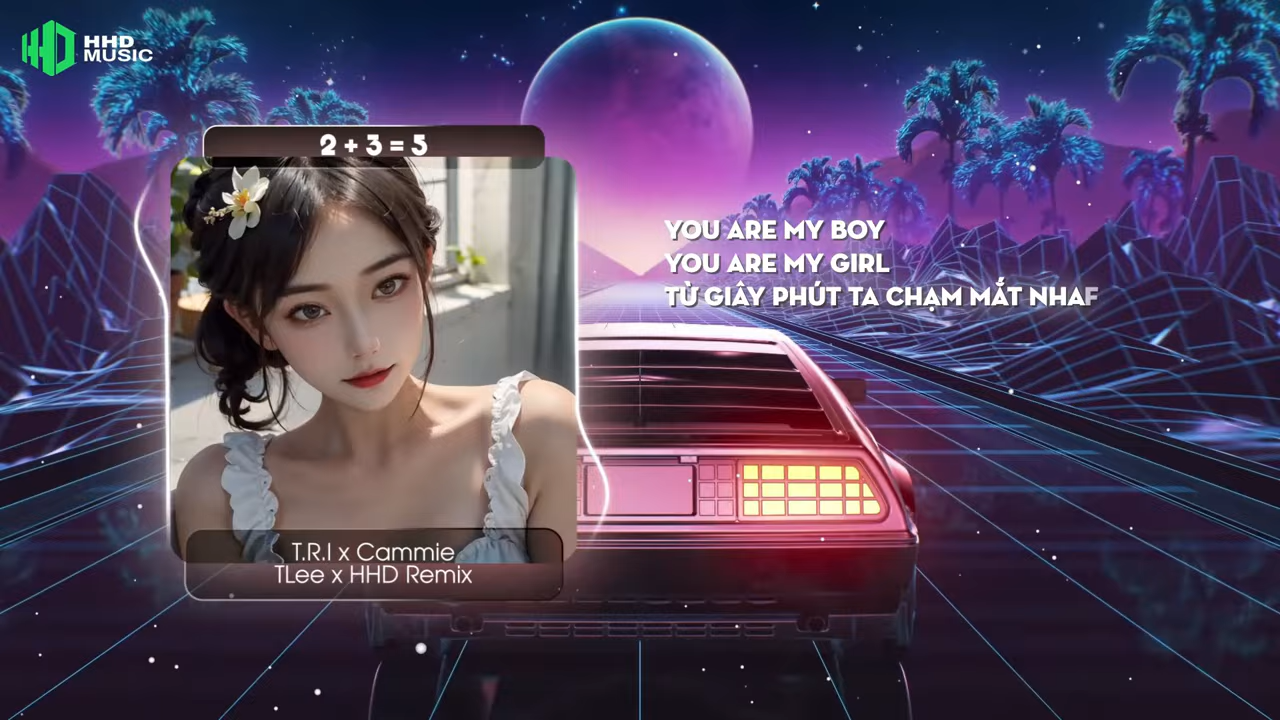 HHD
MUSIC
2 + 3 = 5
YOU ARE MY BOY
YOU ARE MY GIRL
TỪ GIÂY PHÚT TA CHẠM MẮT NHAF
T.R.I x Cammie
TLee x HHD Remix